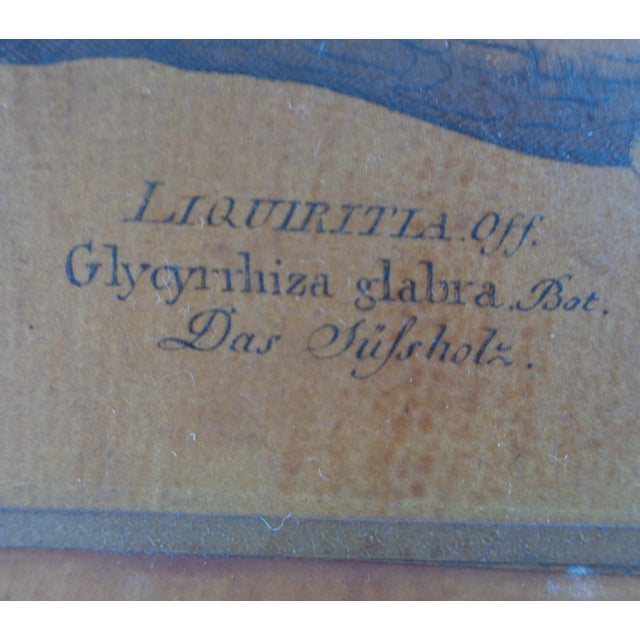 LIQUIRITIA. Off.
Glycyrrhiza glabra. Bot.
Das Süſsholz.